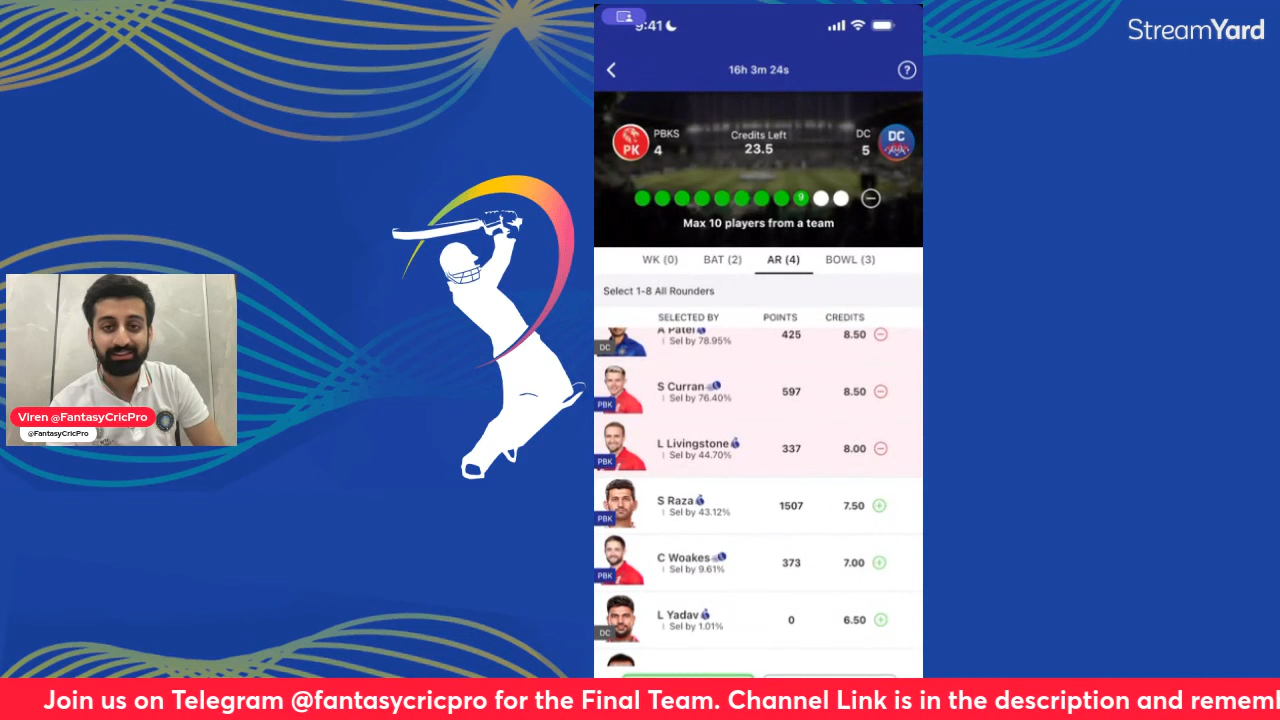 StreamYard
9:41
16h 3m 24s
?
PBKS
4
Credits Left
23.5
DC
5
PK
DC
9
Max 10 players from a team
WK (0) BAT (2) AR (4) BOWL (3)
Select 1-8 All Rounders
SELECTED BY POINTS CREDITS
A Patel
Sel by 78.95%
425 8.50
DC
S Curran
Sel by 76.40%
597 8.50
PBK
L Livingstone
Sel by 44.70%
337 8.00
PBK
S Raza
Sel by 43.12%
1507 7.50
PBK
C Woakes
Sel by 9.61%
373 7.00
PBK
L Yadav
Sel by 1.01%
0 6.50
DC
Viren @FantasyCricPro
@FantasyCricPro
Join us on Telegram @fantasycricpro for the Final Team. Channel Link is in the description and rememb